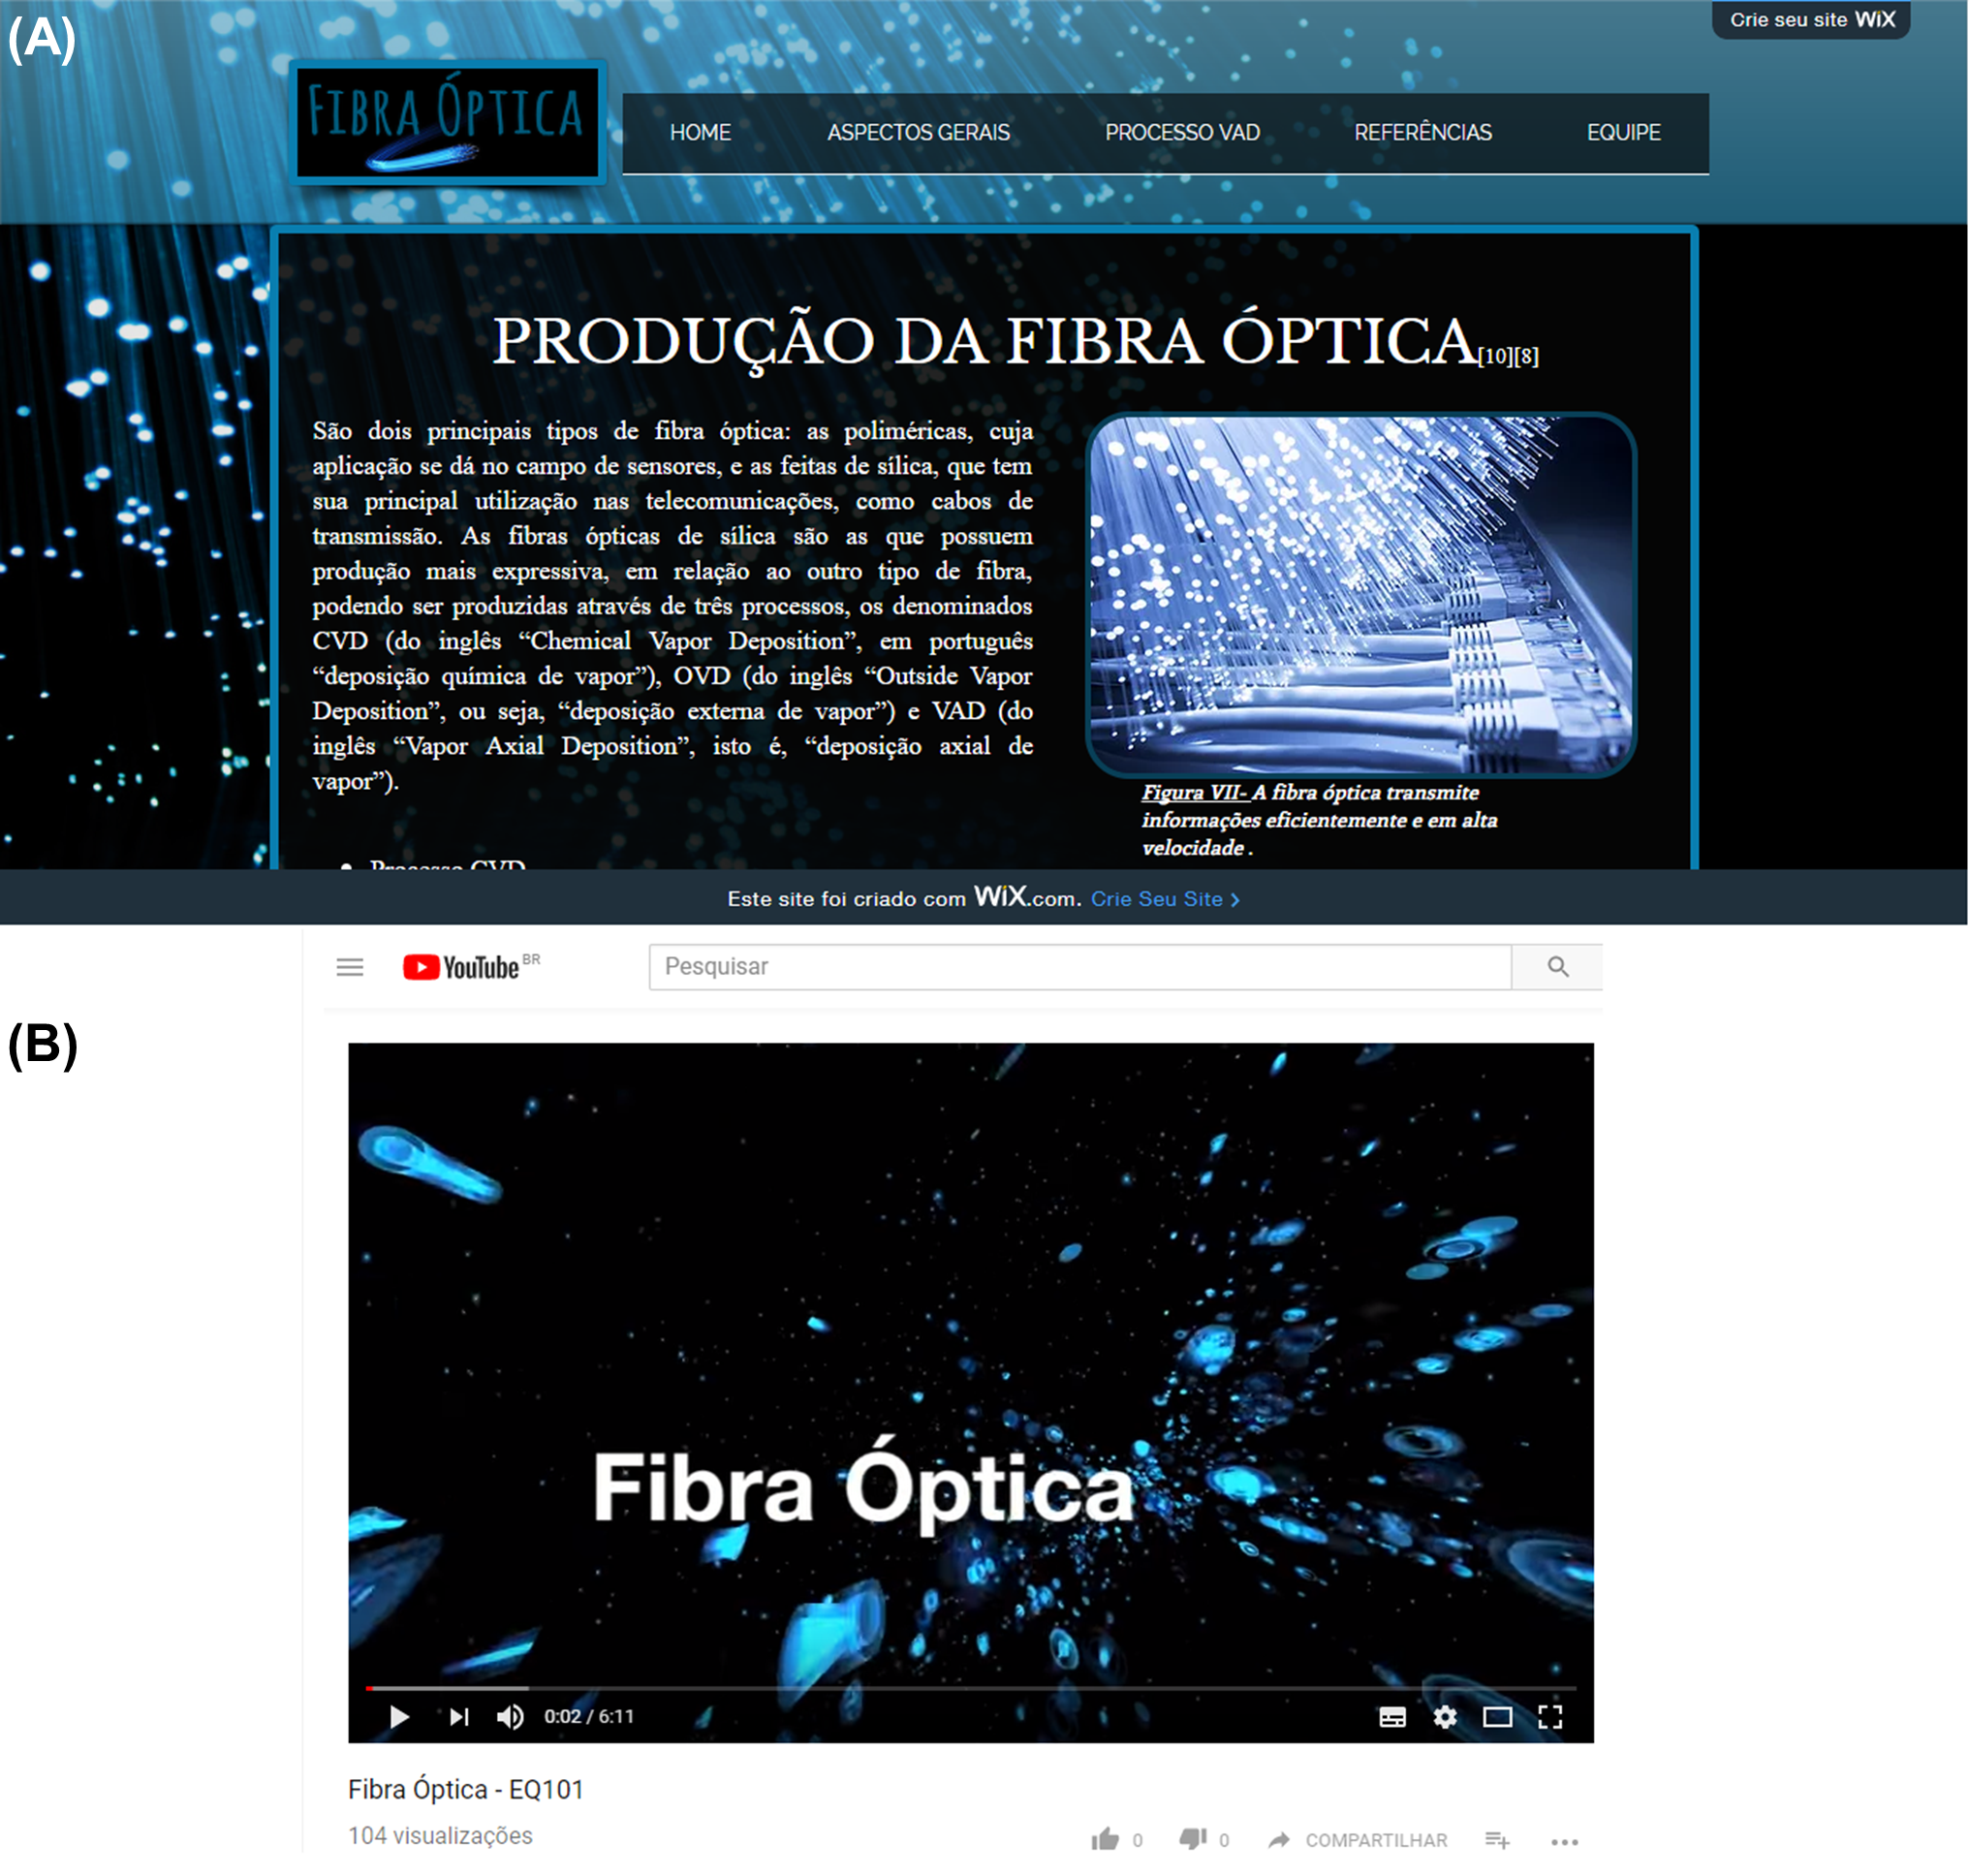 (A)
Crie seu site WiX
FIBRA ÓPTICA
HOME ASPECTOS GERAIS PROCESSO VAD REFERÊNCIAS EQUIPE
PRODUÇÃO DA FIBRA ÓPTICA[10][8]
São dois principais tipos de fibra óptica: as poliméricas, cuja
aplicação se dá no campo de sensores, e as feitas de sílica, que tem
sua principal utilização nas telecomunicações, como cabos de
transmissão. As fibras ópticas de sílica são as que possuem
produção mais expressiva, em relação ao outro tipo de fibra,
podendo ser produzidas através de três processos, os denominados
CVD (do inglês “Chemical Vapor Deposition”, em português
“deposição química de vapor”), OVD (do inglês “Outside Vapor
Deposition”, ou seja, “deposição externa de vapor”) e VAD (do
inglês “Vapor Axial Deposition”, isto é, “deposição axial de
vapor”).
Figura VII- A fibra óptica transmite
informações eficientemente e em alta
velocidade .
• Processo CVD
Este site foi criado com WiX.com. Crie Seu Site >
YouTube BR
Pesquisar
(B)
Fibra Óptica
0:02 / 6:11
Fibra Óptica - EQ101
104 visualizações
0 0 COMPARTILHAR